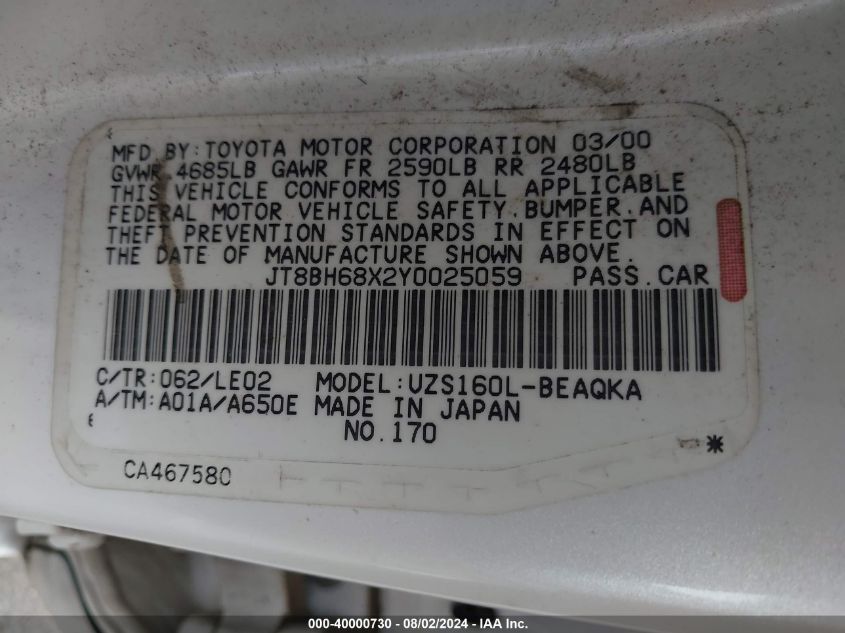 MFD BY:TOYOTA MOTOR CORPORATION 03/00
GVWR 4685LB GAWR FR 2590LB RR 2480LB
THIS VEHICLE CONFORMS TO ALL APPLICABLE
FEDERAL MOTOR VEHICLE SAFETY,BUMPER,AND
THEFT PREVENTION STANDARDS IN EFFECT ON
THE DATE OF MANUFACTURE SHOWN ABOVE.
JT8BH68X2Y0025059 PASS.CAR
C/TR:062/LE02 MODEL:UZS160L-BEAQKA
A/TM:A01A/A650E MADE IN JAPAN
NO.170
CA467580
000-40000730 - 08/02/2024 - IAA Inc.